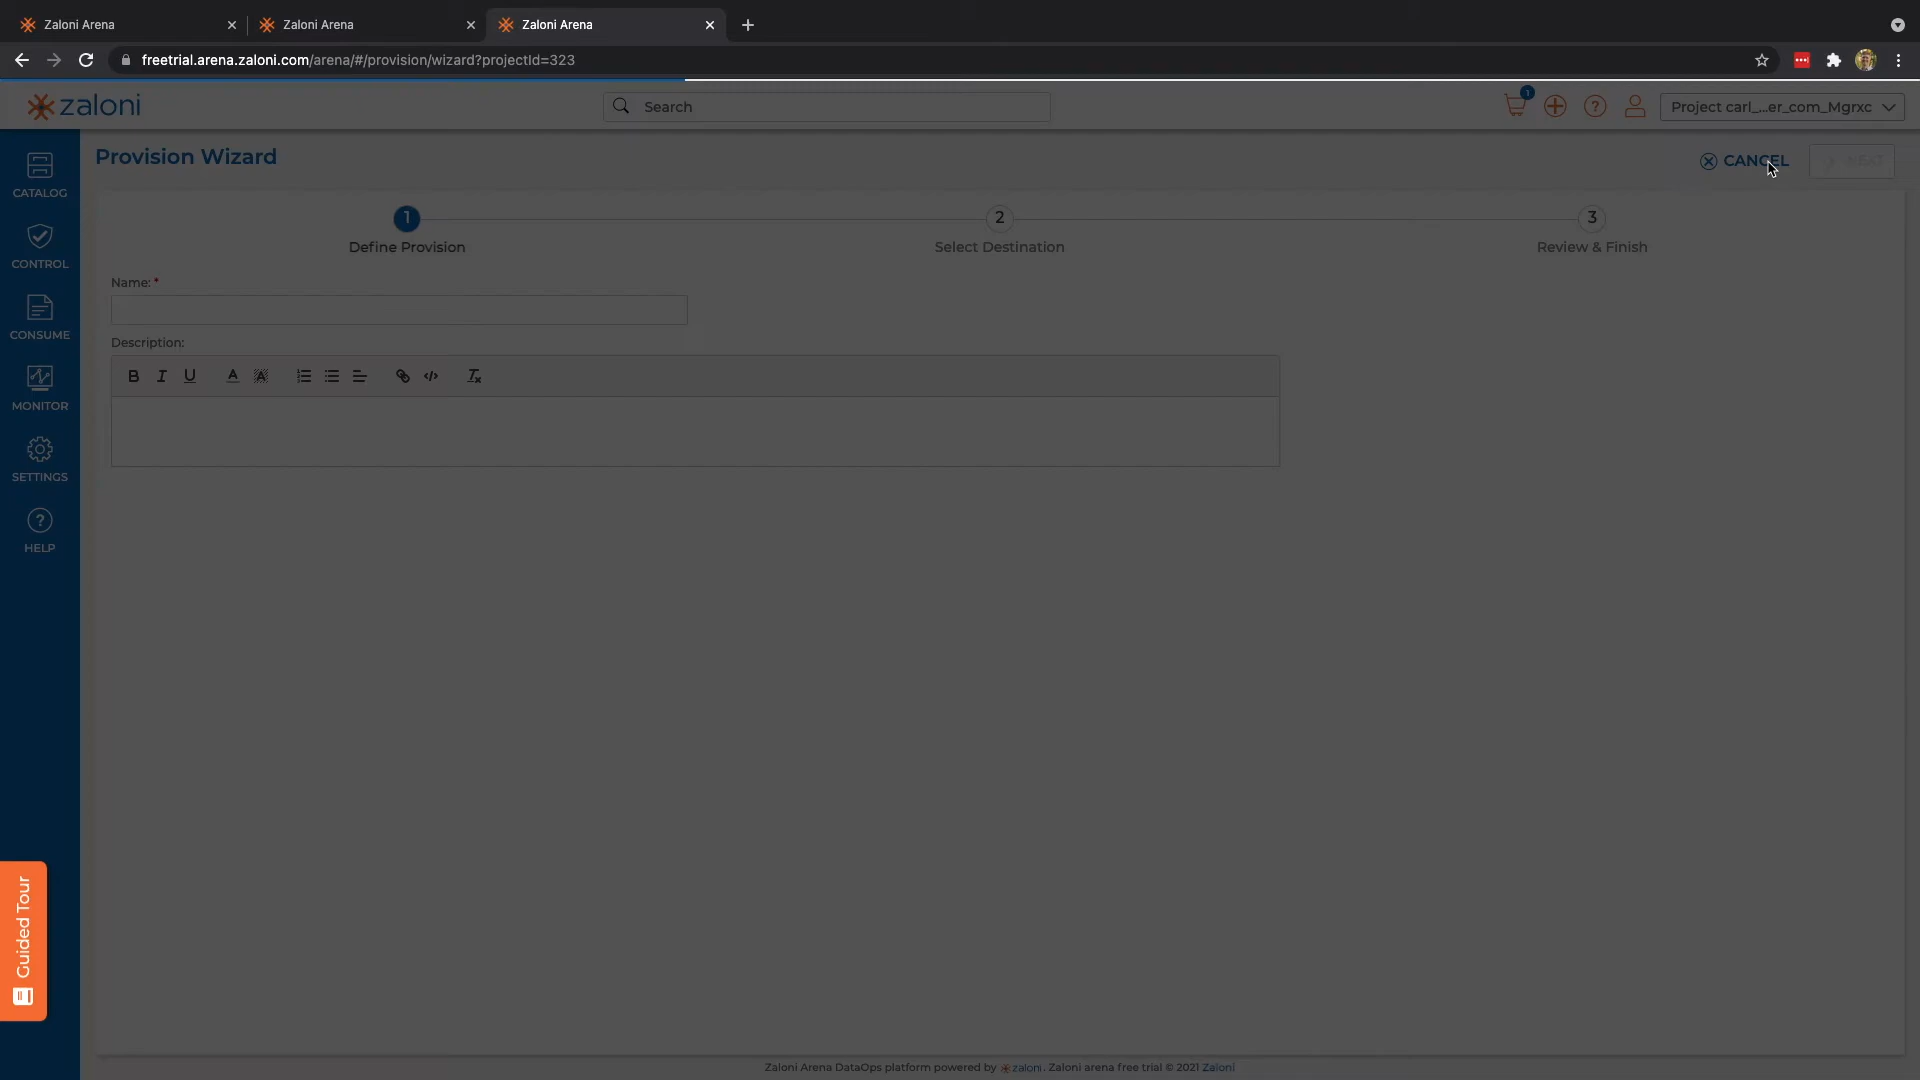 Zaloni Arena
Zaloni Arena
Zaloni Arena
freetrial.arena.zaloni.com/arena/#/provision/wizard?projectId=323
zaloni
Search
1
Project carl_...er_com_Mgrxc
Provision Wizard
CANCEL
NEXT
CATALOG
CONTROL
CONSUME
MONITOR
SETTINGS
HELP
1
Define Provision
2
Select Destination
3
Review & Finish
Name: *
Description:
Guided Tour
Zaloni Arena DataOps platform powered by zaloni. Zaloni arena free trial © 2021 Zaloni